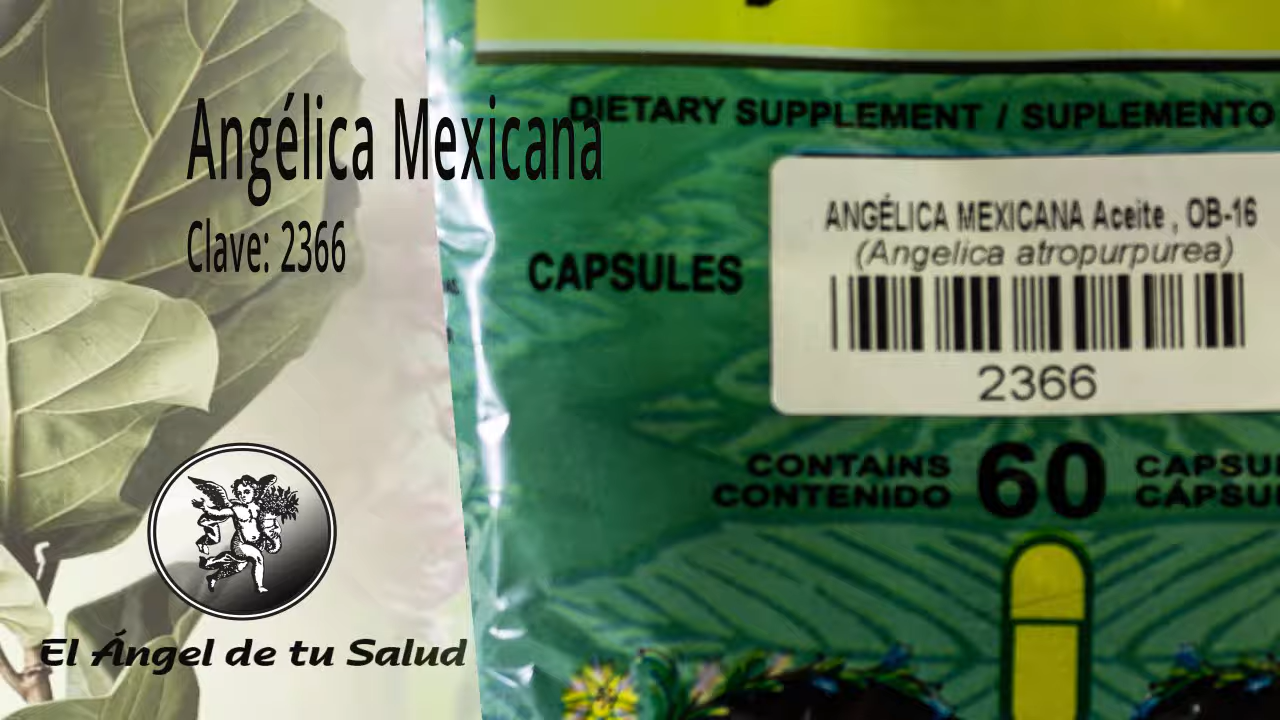 Angélica Mexicana
Clave: 2366
El Ángel de tu Salud
DIETARY SUPPLEMENT / SUPLEMENTO
CAPSULES
ANGÉLICA MEXICANA Aceite , OB-16
(Angelica atropurpurea)
2366
CONTAINS 60 CAPSU
CONTENIDO CÁPSU